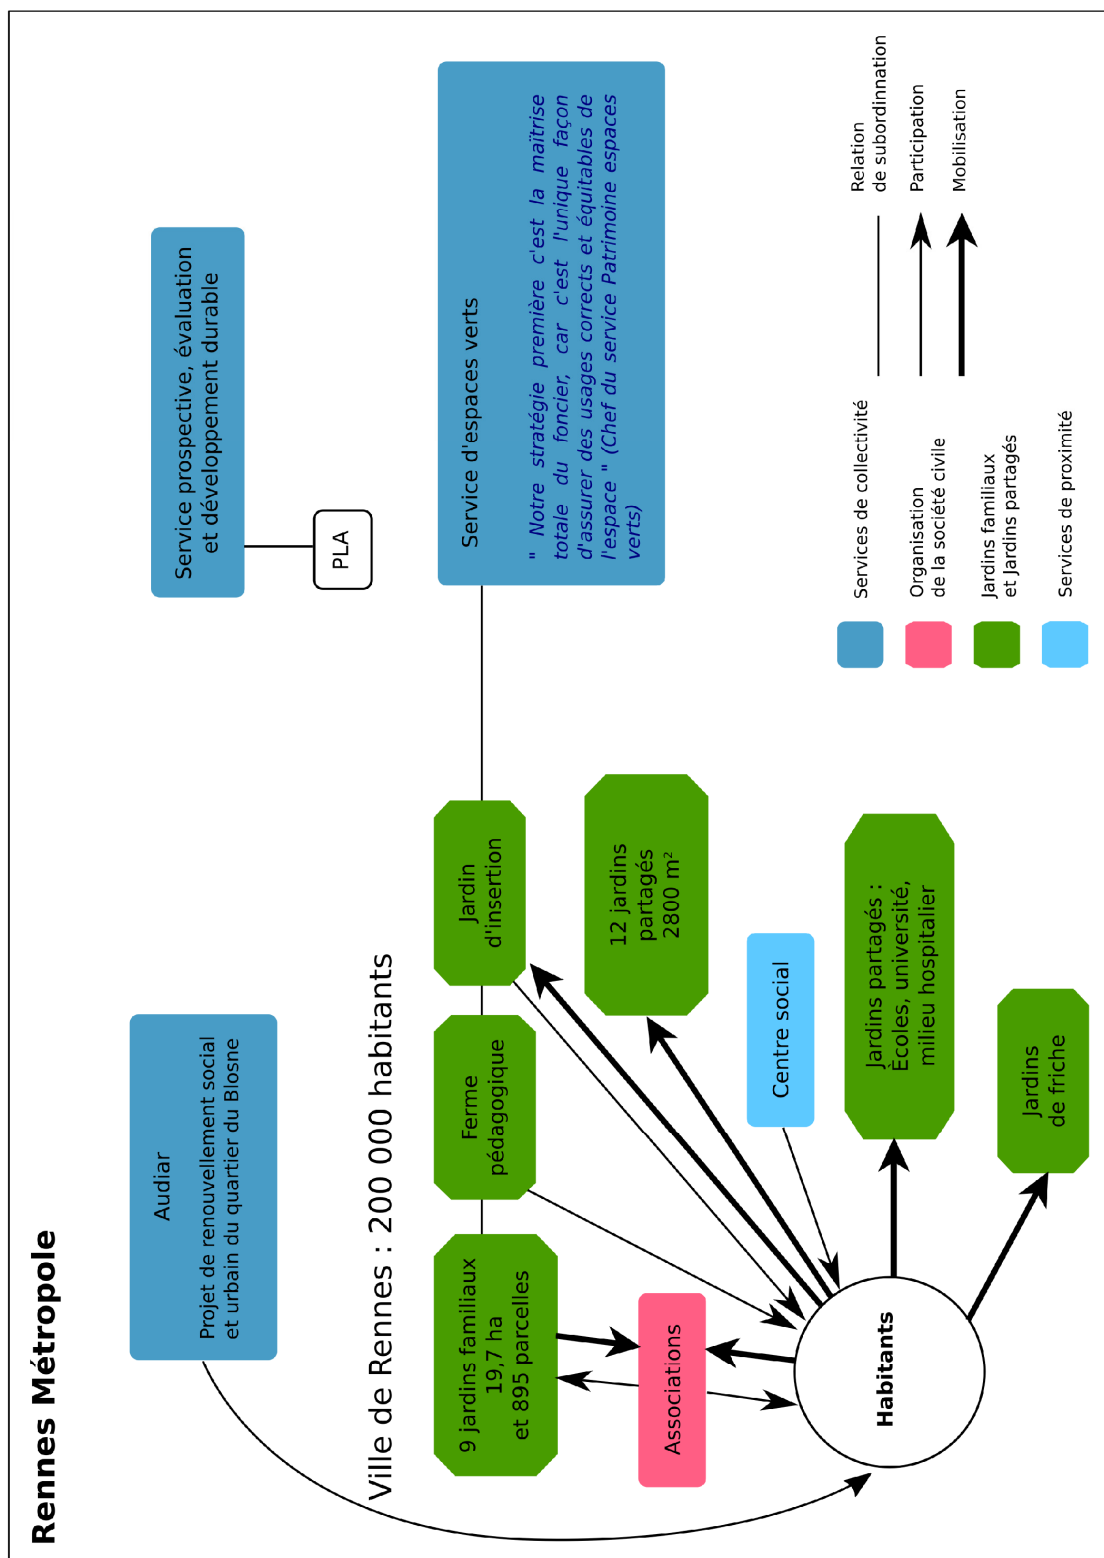 Rennes Métropole
Audiar
Projet de renouvellement social
et urbain du quartier du Blosne
Service prospective, évaluation
et développement durable
PLA
Ville de Rennes : 200 000 habitants
9 jardins familiaux
19,7 ha
et 895 parcelles
Ferme
pédagogique
Jardin
d'insertion
Service d'espaces verts
" Notre stratégie première c'est la maîtrise
totale du foncier, car c'est l'unique façon
d'assurer des usages corrects et équitables de
l'espace " (Chef du service Patrimoine espaces
verts)
12 jardins
partagés
2800 m²
Associations
Centre social
Habitants
Jardins partagés :
Ècoles, université,
milieu hospitalier
Jardins
de friche
Services de collectivité
Organisation
de la société civile
Jardins familiaux
et Jardins partagés
Services de proximité
Relation
de subordinnation
Participation
Mobilisation